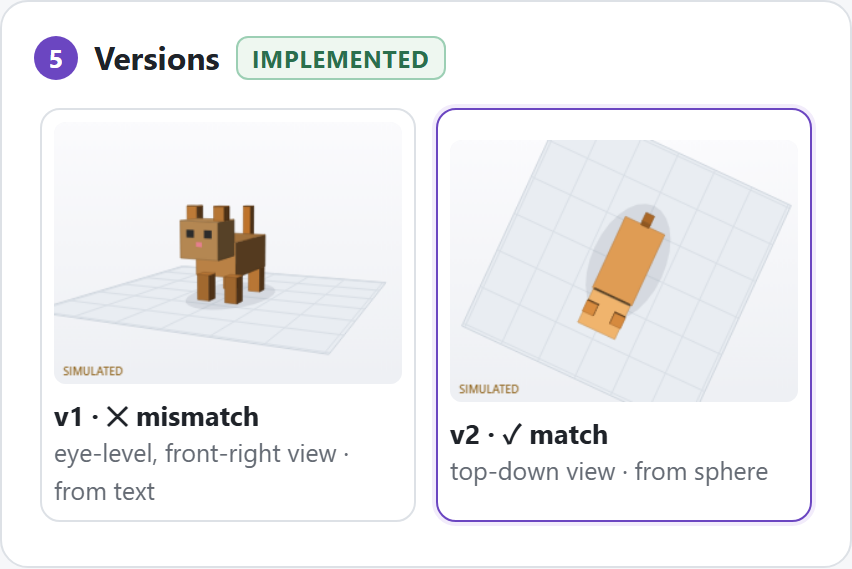 5 Versions IMPLEMENTED
SIMULATED
v1 · ✕ mismatch
eye-level, front-right view ·
from text
SIMULATED
v2 · ✓ match
top-down view · from sphere